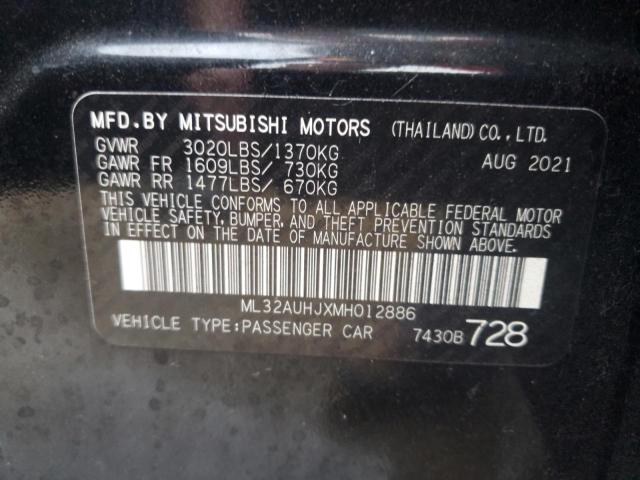 MFD.BY MITSUBISHI MOTORS (THAILAND) CO., LTD.
GVWR 3020LBS/1370KG AUG 2021
GAWR FR 1609LBS/ 730KG
GAWR RR 1477LBS/ 670KG
THIS VEHICLE CONFORMS TO ALL APPLICABLE FEDERAL MOTOR
VEHICLE SAFETY, BUMPER, AND THEFT PREVENTION STANDARDS
IN EFFECT ON THE DATE OF MANUFACTURE SHOWN ABOVE.
ML32AUHJXMH012886
VEHICLE TYPE:PASSENGER CAR 7430B 728